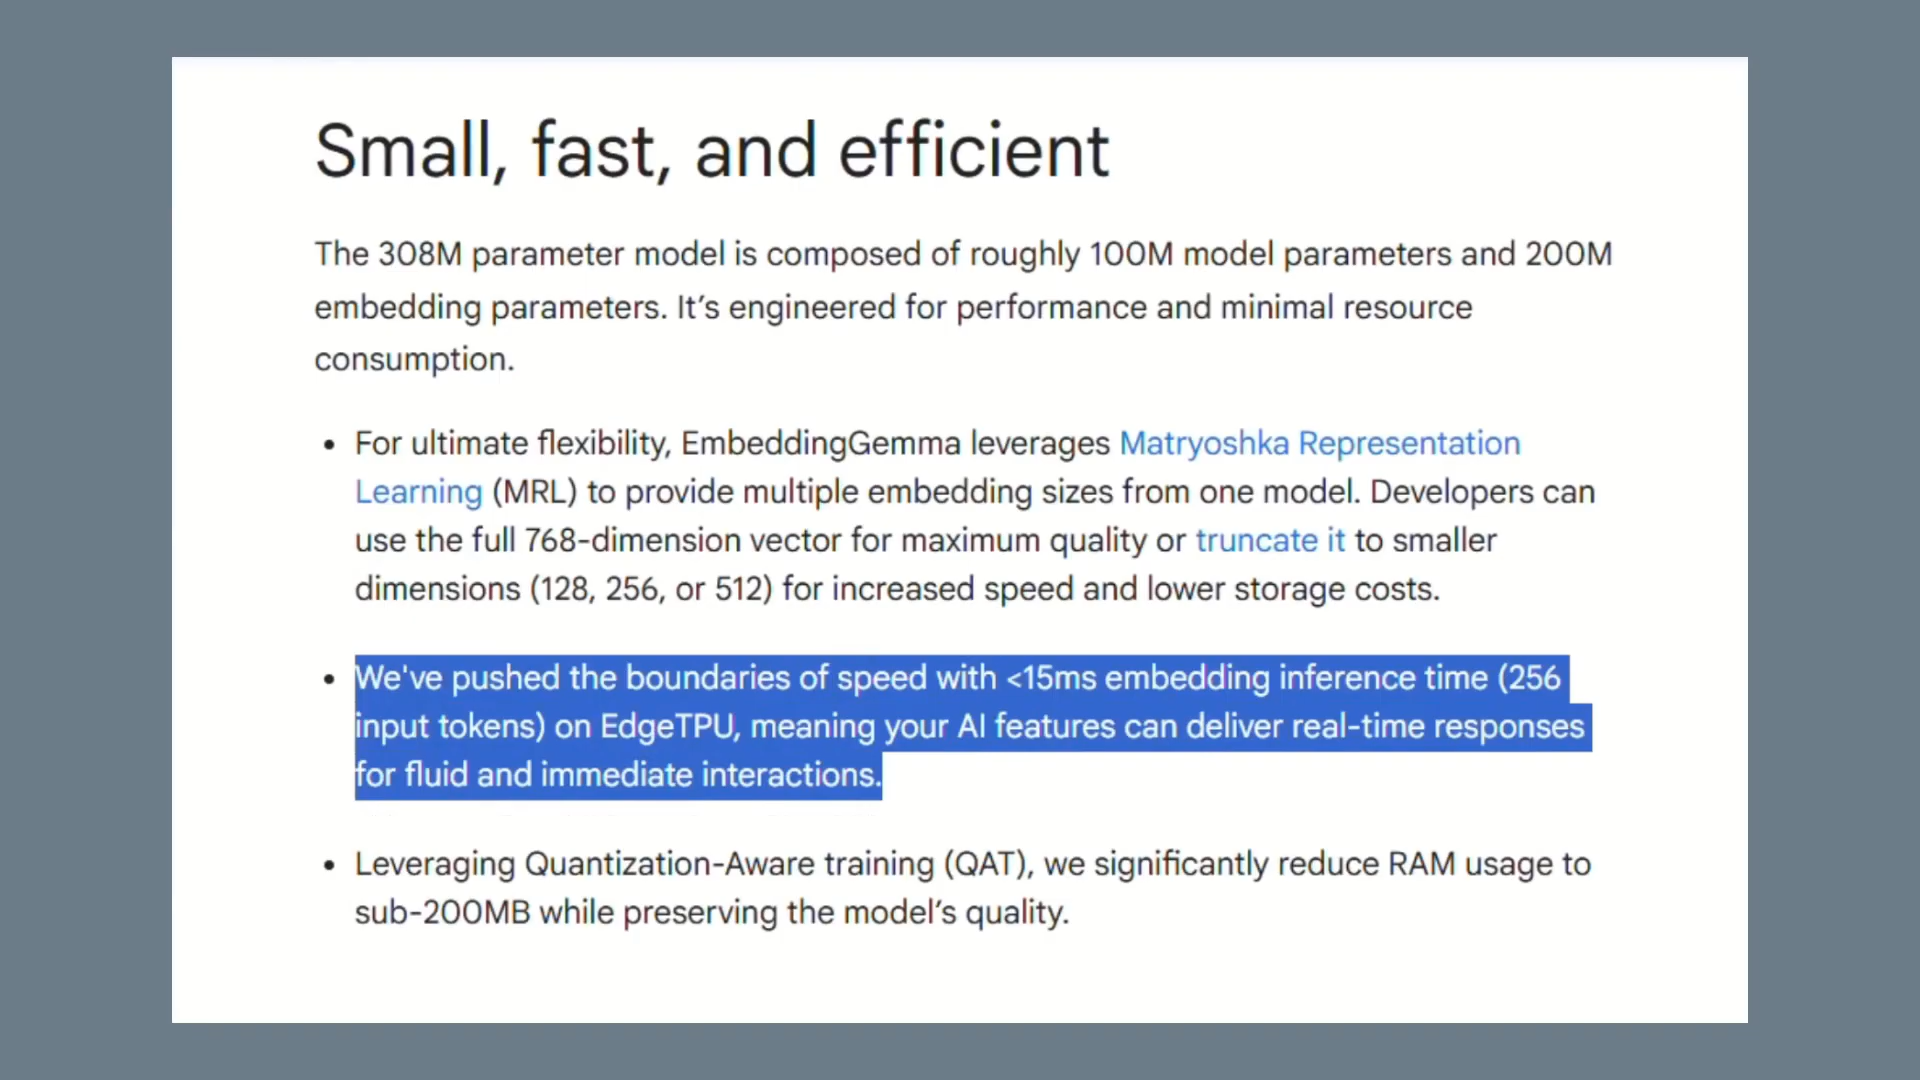 Small, fast, and efficient
The 308M parameter model is composed of roughly 100M model parameters and 200M
embedding parameters. It’s engineered for performance and minimal resource
consumption.
• For ultimate flexibility, EmbeddingGemma leverages Matryoshka Representation
Learning (MRL) to provide multiple embedding sizes from one model. Developers can
use the full 768-dimension vector for maximum quality or truncate it to smaller
dimensions (128, 256, or 512) for increased speed and lower storage costs.
• We've pushed the boundaries of speed with <15ms embedding inference time (256
input tokens) on EdgeTPU, meaning your AI features can deliver real-time responses
for fluid and immediate interactions.
• Leveraging Quantization-Aware training (QAT), we significantly reduce RAM usage to
sub-200MB while preserving the model’s quality.